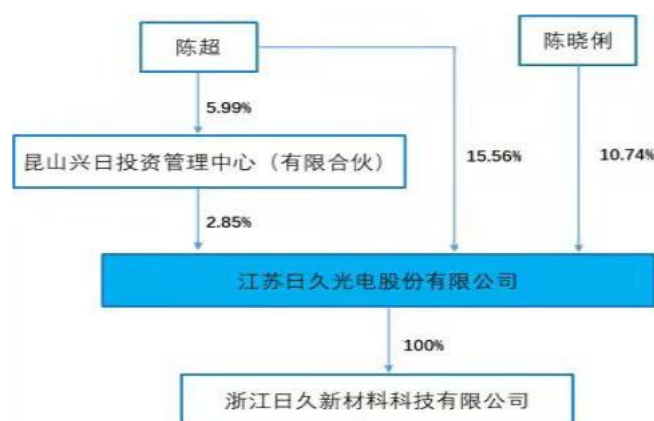 陈超
陈晓俐
5.99%
昆山兴日投资管理中心（有限合伙）
15.56%
10.74%
2.85%
江苏日久光电股份有限公司
100%
浙江日久新材料科技有限公司